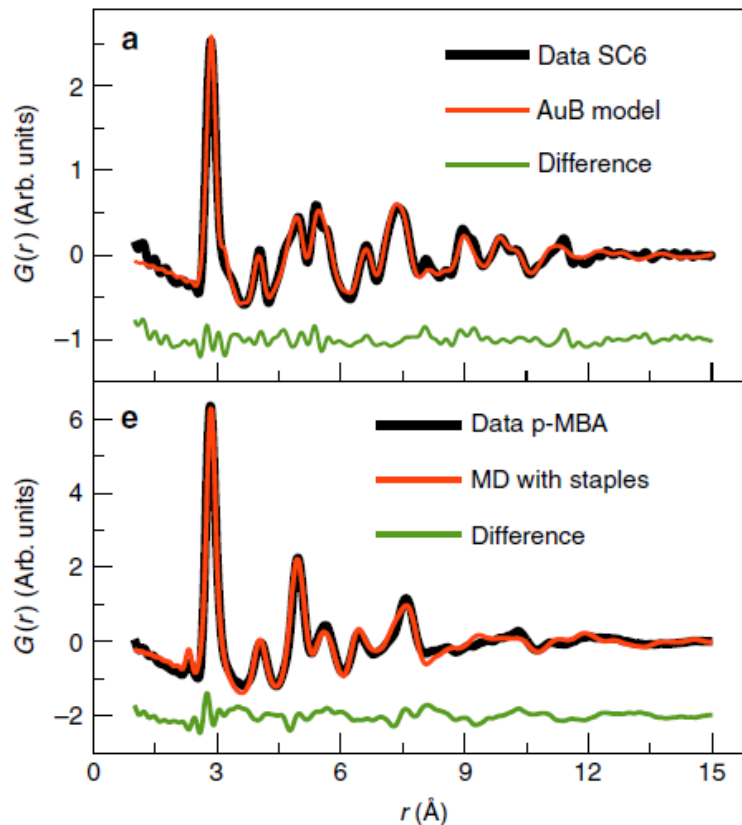 a
Data SC6
AuB model
Difference
G(r) (Arb. units)
2
1
0
−1
e
Data p-MBA
MD with staples
Difference
G(r) (Arb. units)
6
4
2
0
−2
0 3 6 9 12 15
r (Å)